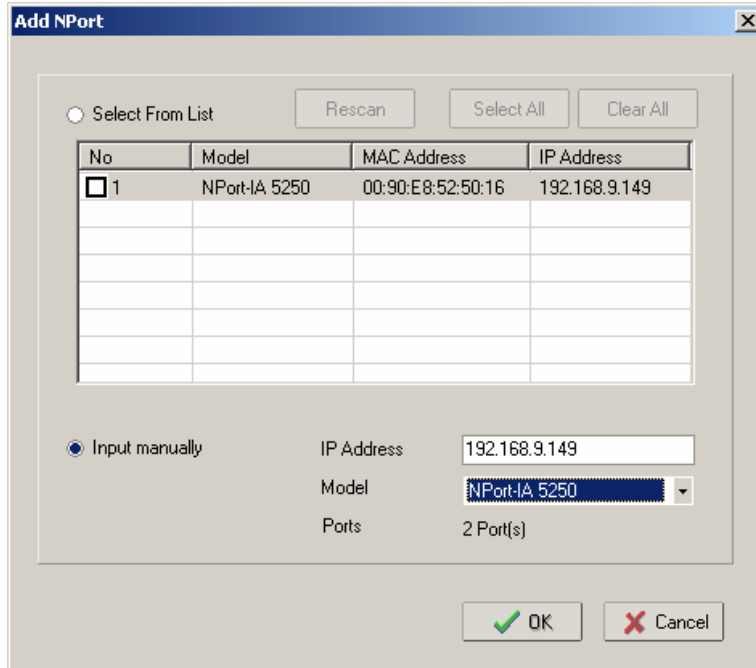 Add NPort
Select From List Rescan Select All Clear All
No Model MAC Address IP Address
1 NPort-IA 5250 00:90:E8:52:50:16 192.168.9.149
Input manually IP Address 192.168.9.149
Model NPort-IA 5250
Ports 2 Port(s)
OK Cancel